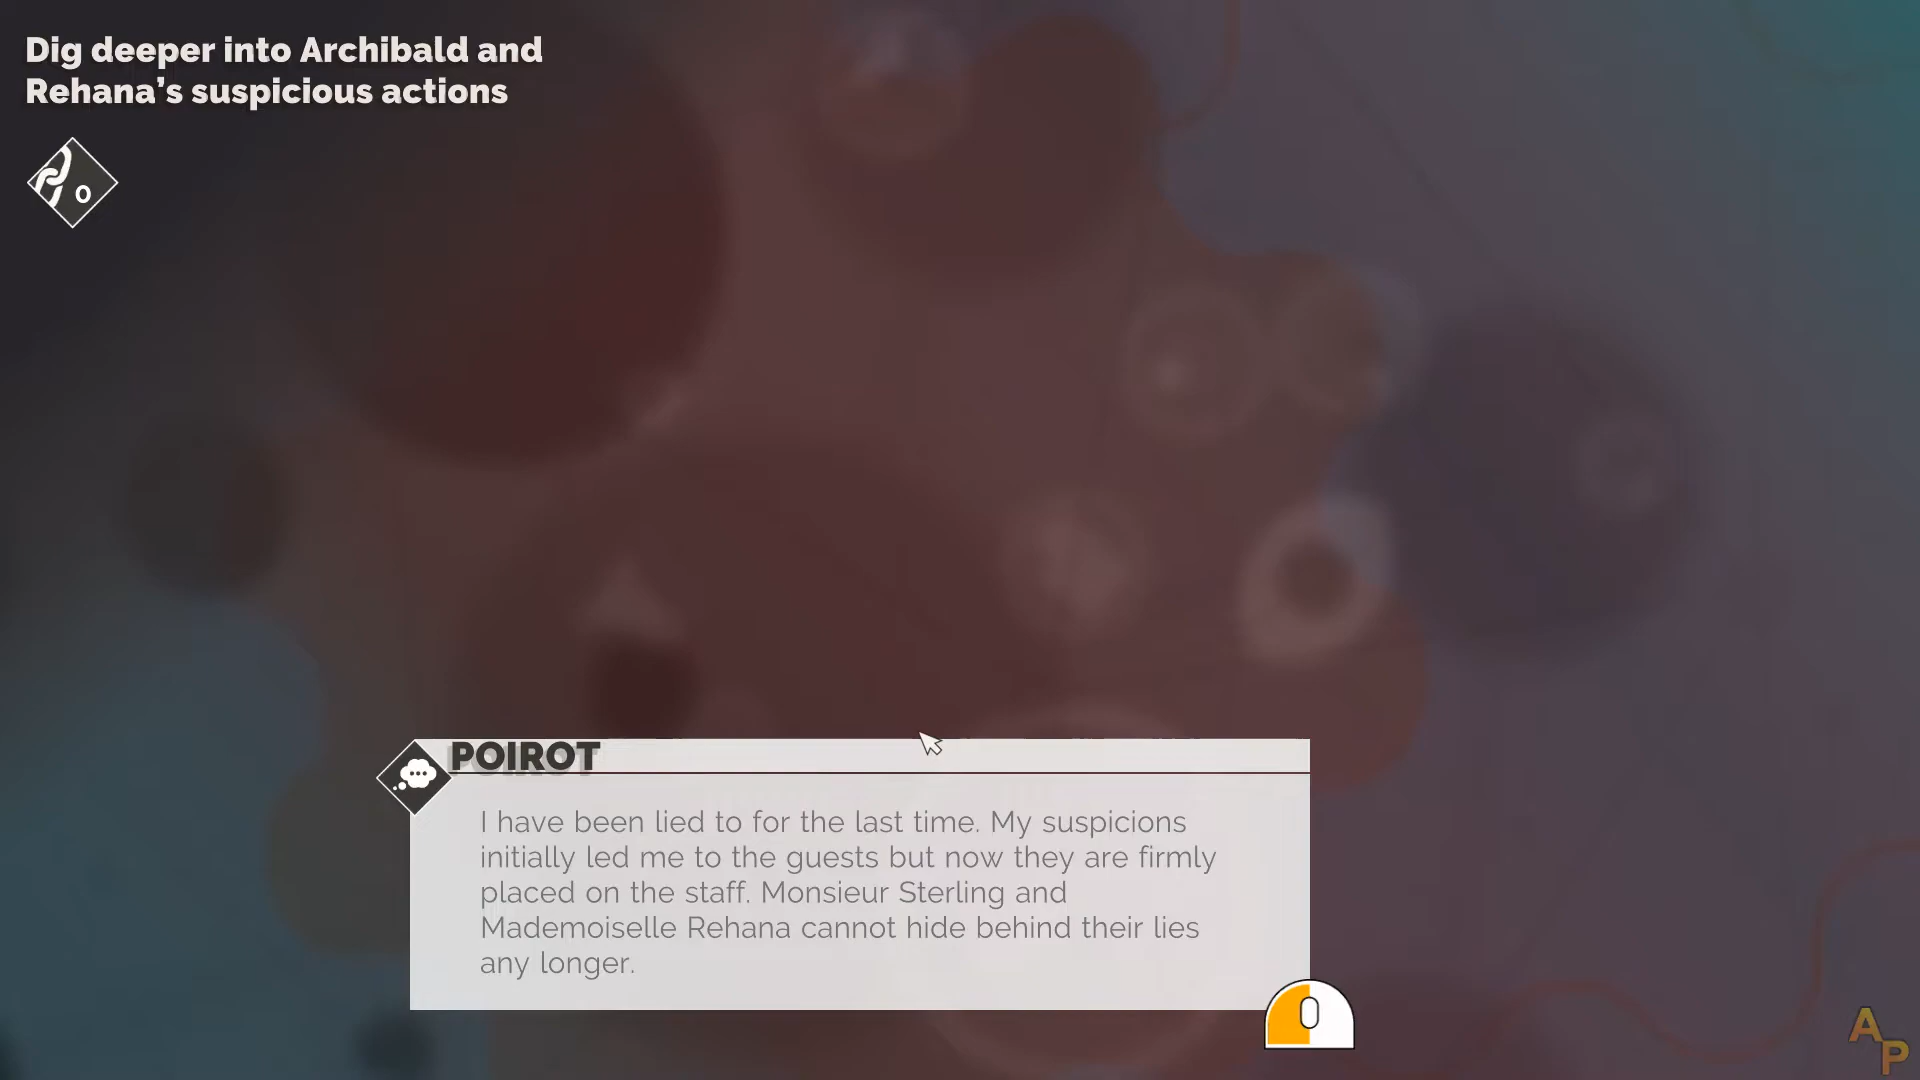 Dig deeper into Archibald and
Rehana's suspicious actions
0
POIROT
I have been lied to for the last time. My suspicions
initially led me to the guests but now they are firmly
placed on the staff. Monsieur Sterling and
Mademoiselle Rehana cannot hide behind their lies
any longer.
AP